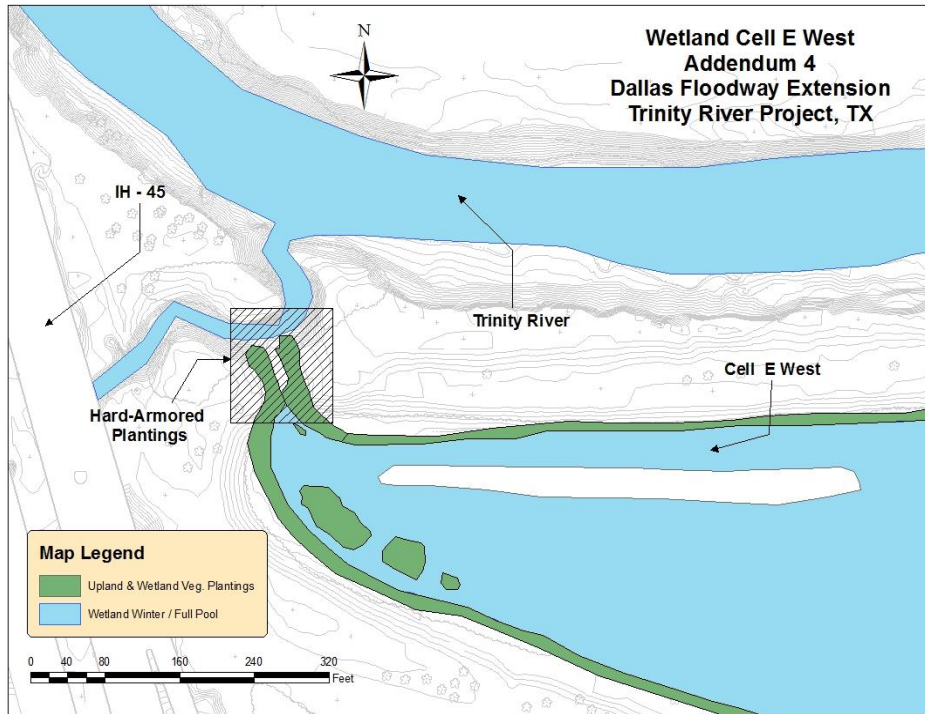 Wetland Cell E West
Addendum 4
Dallas Floodway Extension
Trinity River Project, TX
N
IH - 45
Trinity River
Cell E West
Hard-Armored
Plantings
Map Legend
Upland & Wetland Veg. Plantings
Wetland Winter / Full Pool
0 40 80 160 240 320
Feet